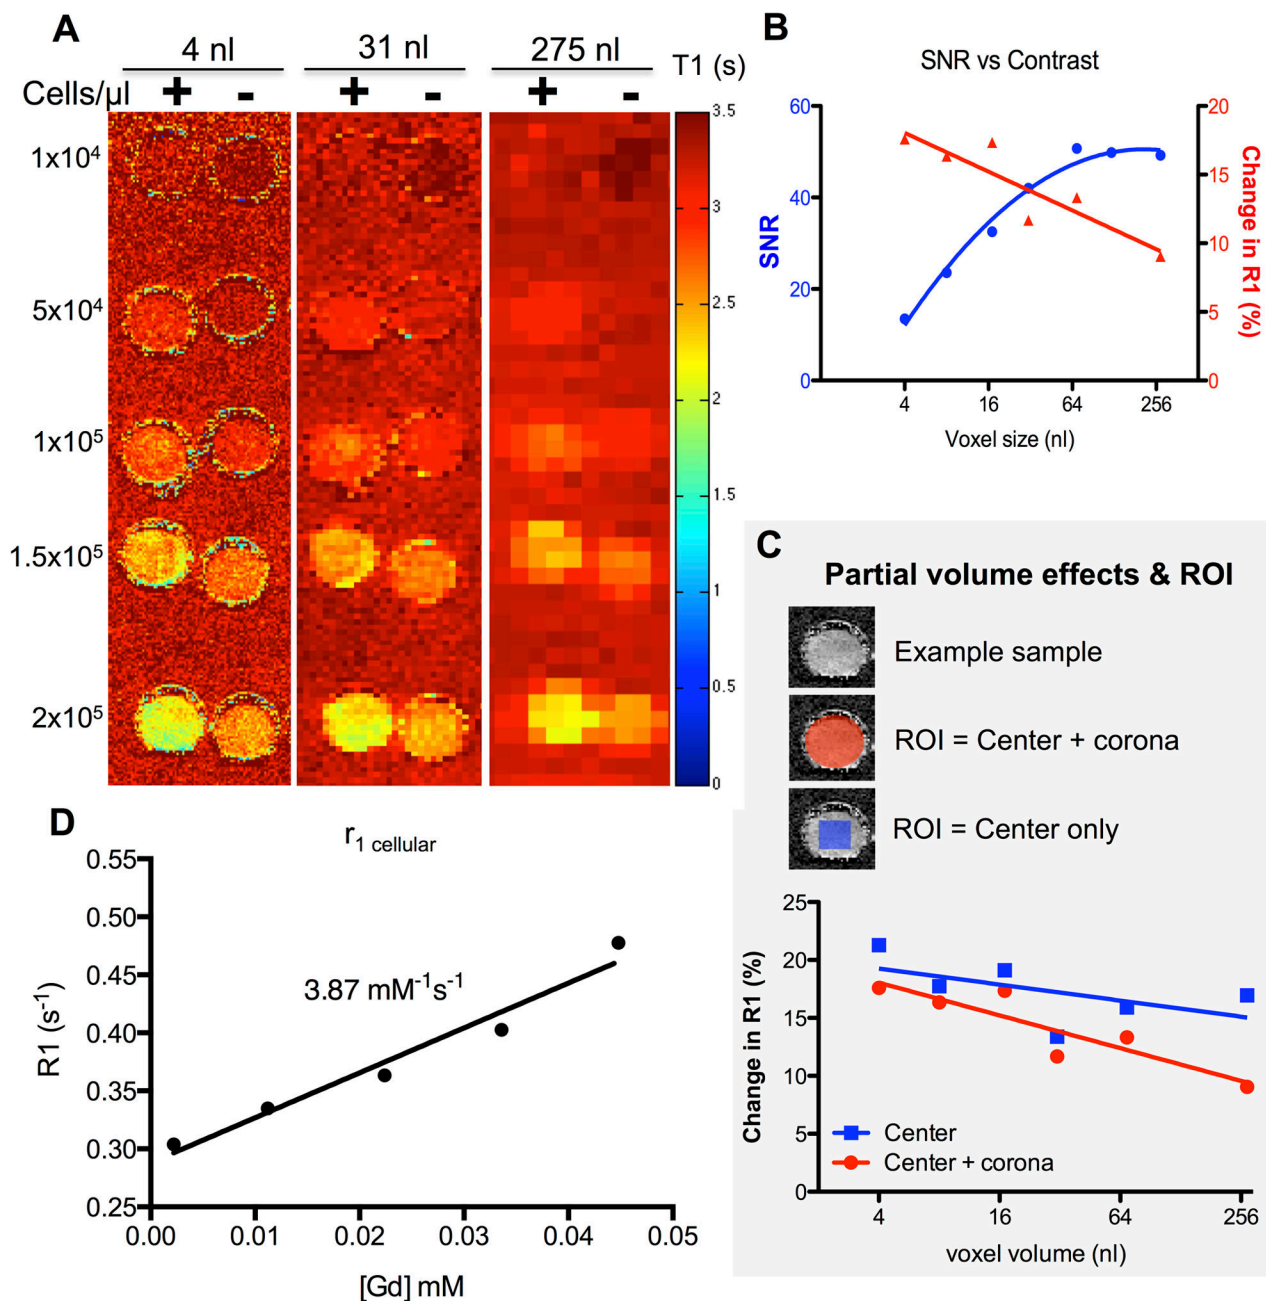 A
4 nl 31 nl 275 nl T1 (s)
Cells/µl + - + - + -
1x10⁴
5x10⁴
1x10⁵
1.5x10⁵
2x10⁵
3.5
3
2.5
2
1.5
1
0.5
0
B
SNR vs Contrast
60
40
20
0
SNR
20
15
10
5
0
Change in R1 (%)
4 16 64 256
Voxel size (nl)
C
Partial volume effects & ROI
Example sample
ROI = Center + corona
ROI = Center only
25
20
15
10
5
0
Change in R1 (%)
Center
Center + corona
4 16 64 256
voxel volume (nl)
D
r₁ cellular
0.55
0.50
0.45
0.40
0.35
0.30
0.25
R1 (s⁻¹)
3.87 mM⁻¹s⁻¹
0.00 0.01 0.02 0.03 0.04 0.05
[Gd] mM